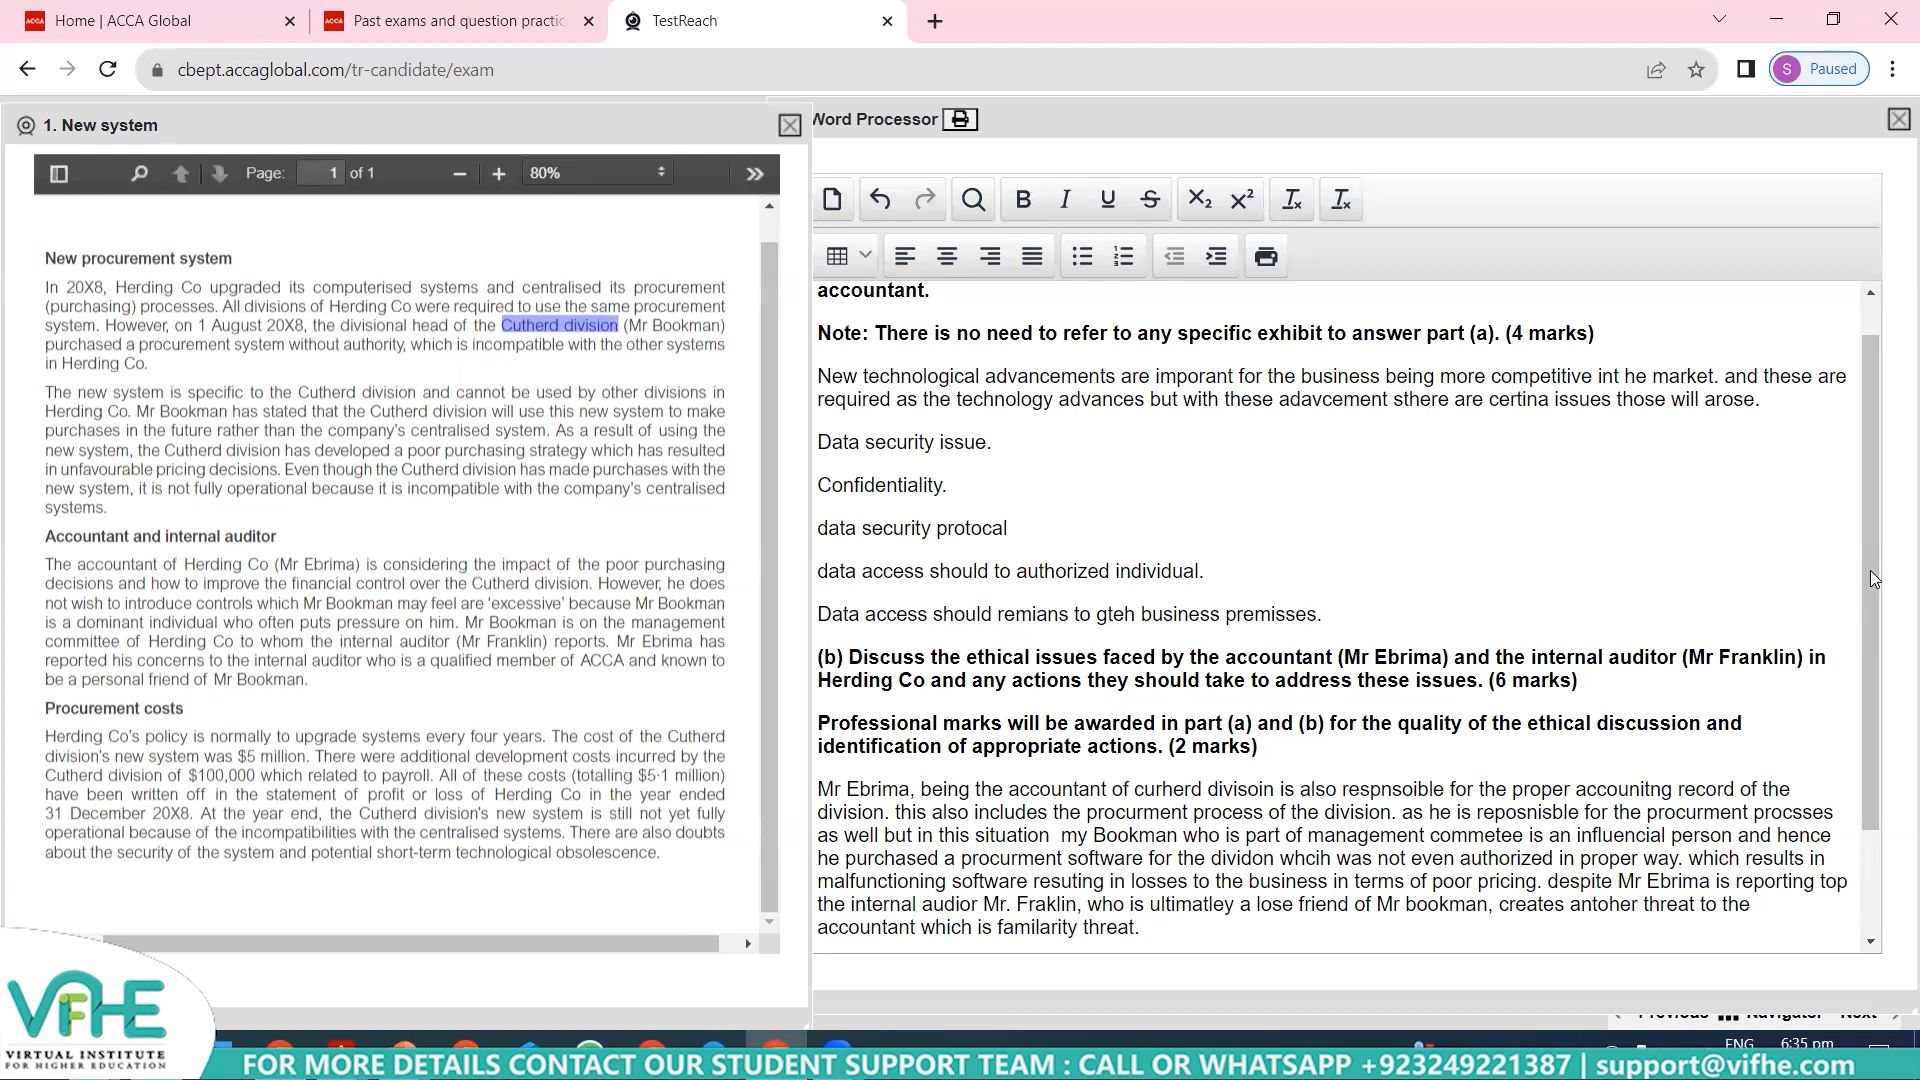 Home | ACCA Global
ACCA
Past exams and question practic
ACCA
TestReach
cbept.accaglobal.com/tr-candidate/exam
S Paused
1. New system
Word Processor
Page: 1 of 1
80%
New procurement system
In 20X8, Herding Co upgraded its computerised systems and centralised its procurement
(purchasing) processes. All divisions of Herding Co were required to use the same procurement
system. However, on 1 August 20X8, the divisional head of the Cutherd division (Mr Bookman)
purchased a procurement system without authority, which is incompatible with the other systems
in Herding Co.
The new system is specific to the Cutherd division and cannot be used by other divisions in
Herding Co. Mr Bookman has stated that the Cutherd division will use this new system to make
purchases in the future rather than the company's centralised system. As a result of using the
new system, the Cutherd division has developed a poor purchasing strategy which has resulted
in unfavourable pricing decisions. Even though the Cutherd division has made purchases with the
new system, it is not fully operational because it is incompatible with the company's centralised
systems.
Accountant and internal auditor
The accountant of Herding Co (Mr Ebrima) is considering the impact of the poor purchasing
decisions and how to improve the financial control over the Cutherd division. However, he does
not wish to introduce controls which Mr Bookman may feel are 'excessive' because Mr Bookman
is a dominant individual who often puts pressure on him. Mr Bookman is on the management
committee of Herding Co to whom the internal auditor (Mr Franklin) reports. Mr Ebrima has
reported his concerns to the internal auditor who is a qualified member of ACCA and known to
be a personal friend of Mr Bookman.
Procurement costs
Herding Co's policy is normally to upgrade systems every four years. The cost of the Cutherd
division's new system was $5 million. There were additional development costs incurred by the
Cutherd division of $100,000 which related to payroll. All of these costs (totalling $5·1 million)
have been written off in the statement of profit or loss of Herding Co in the year ended
31 December 20X8. At the year end, the Cutherd division's new system is still not yet fully
operational because of the incompatibilities with the centralised systems. There are also doubts
about the security of the system and potential short-term technological obsolescence.
accountant.
Note: There is no need to refer to any specific exhibit to answer part (a). (4 marks)
New technological advancements are imporant for the business being more competitive int he market. and these are
required as the technology advances but with these adavcement sthere are certina issues those will arose.
Data security issue.
Confidentiality.
data security protocal
data access should to authorized individual.
Data access should remians to gteh business premisses.
(b) Discuss the ethical issues faced by the accountant (Mr Ebrima) and the internal auditor (Mr Franklin) in
Herding Co and any actions they should take to address these issues. (6 marks)
Professional marks will be awarded in part (a) and (b) for the quality of the ethical discussion and
identification of appropriate actions. (2 marks)
Mr Ebrima, being the accountant of curherd divisoin is also respnsoible for the proper accounitng record of the
division. this also includes the procurment process of the division. as he is reposnisble for the procurment procsses
as well but in this situation  my Bookman who is part of management commetee is an influencial person and hence
he purchased a procurment software for the dividon whcih was not even authorized in proper way. which results in
malfunctioning software resuting in losses to the business in terms of poor pricing. despite Mr Ebrima is reporting top
the internal audior Mr. Fraklin, who is ultimatley a lose friend of Mr bookman, creates antoher threat to the
accountant which is familarity threat.
Previous Navigator Next
ENG 6:35 pm
VFHE
VIRTUAL INSTITUTE
FOR HIGHER EDUCATION
FOR MORE DETAILS CONTACT OUR STUDENT SUPPORT TEAM : CALL OR WHATSAPP +923249221387 | support@vifhe.com